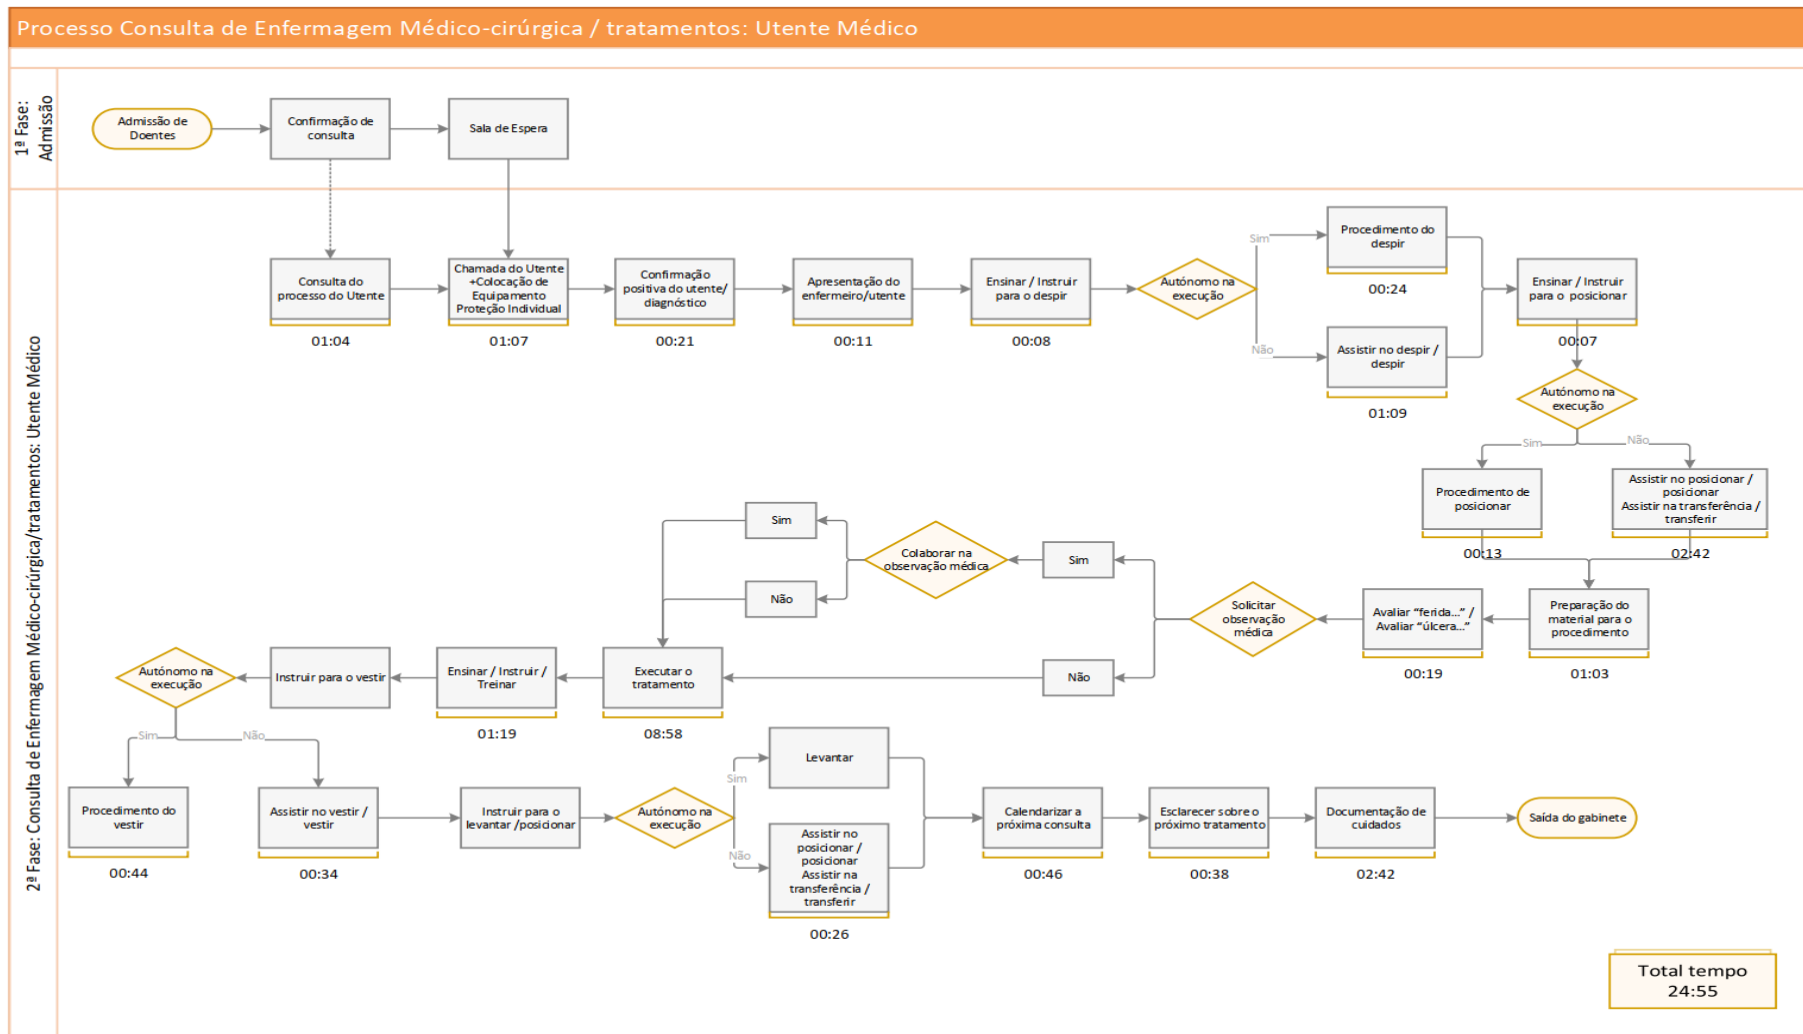 Processo Consulta de Enfermagem Médico-cirúrgica / tratamentos: Utente Médico
1ª Fase:
Admissão
Admissão de
Doentes
Confirmação de
consulta
Sala de Espera
2ª Fase: Consulta de Enfermagem Médico-cirúrgica/tratamentos: Utente Médico
Consulta do
processo do Utente
01:04
Chamada do Utente
+Colocação de
Equipamento
Proteção Individual
01:07
Confirmação
positiva do utente/
diagnóstico
00:21
Apresentação do
enfermeiro/utente
00:11
Ensinar / Instruir
para o despir
00:08
Autónomo na
execução
Sim
Procedimento do
despir
00:24
Não
Assistir no despir /
despir
01:09
Ensinar / Instruir
para o posicionar
00:07
Autónomo na
execução
Sim
Não
Procedimento de
posicionar
00:13
Assistir no posicionar /
posicionar
Assistir na transferência /
transferir
02:42
Preparação do
material para o
procedimento
01:03
Avaliar “ferida...” /
Avaliar “úlcera...”
00:19
Solicitar
observação
médica
Sim
Não
Colaborar na
observação médica
Sim
Não
Executar o
tratamento
08:58
Ensinar / Instruir /
Treinar
01:19
Instruir para o vestir
Autónomo na
execução
Sim
Não
Procedimento do
vestir
00:44
Assistir no vestir /
vestir
00:34
Instruir para o
levantar /posicionar
Autónomo na
execução
Sim
Levantar
Não
Assistir no
posicionar /
posicionar
Assistir na
transferência /
transferir
00:26
Calendarizar a
próxima consulta
00:46
Esclarecer sobre o
próximo tratamento
00:38
Documentação de
cuidados
02:42
Saída do gabinete
Total tempo
24:55